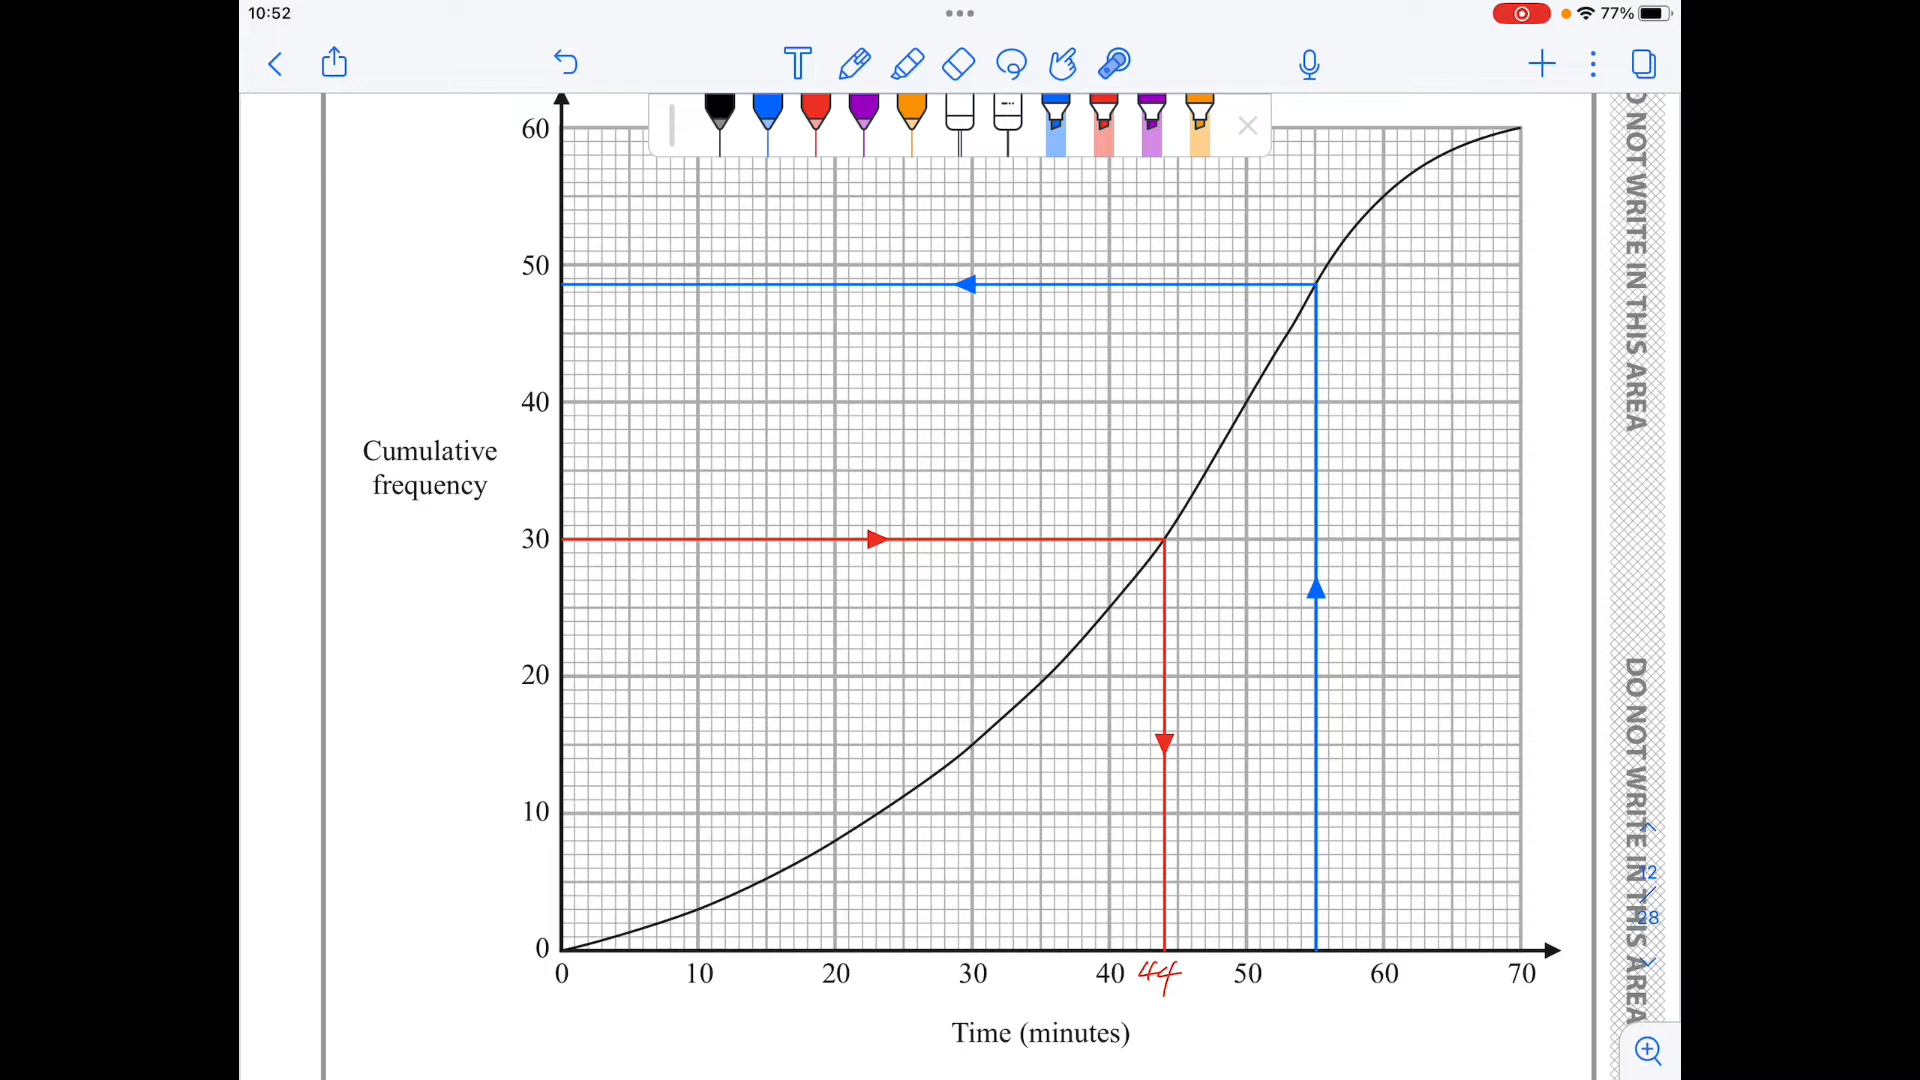 10:52
77%
T
60
50
40
30
20
10
0
Cumulative
frequency
0 10 20 30 40 44 50 60 70
Time (minutes)
O NOT WRITE IN THIS AREA
DO NOT WRITE IN THIS AREA
12
28